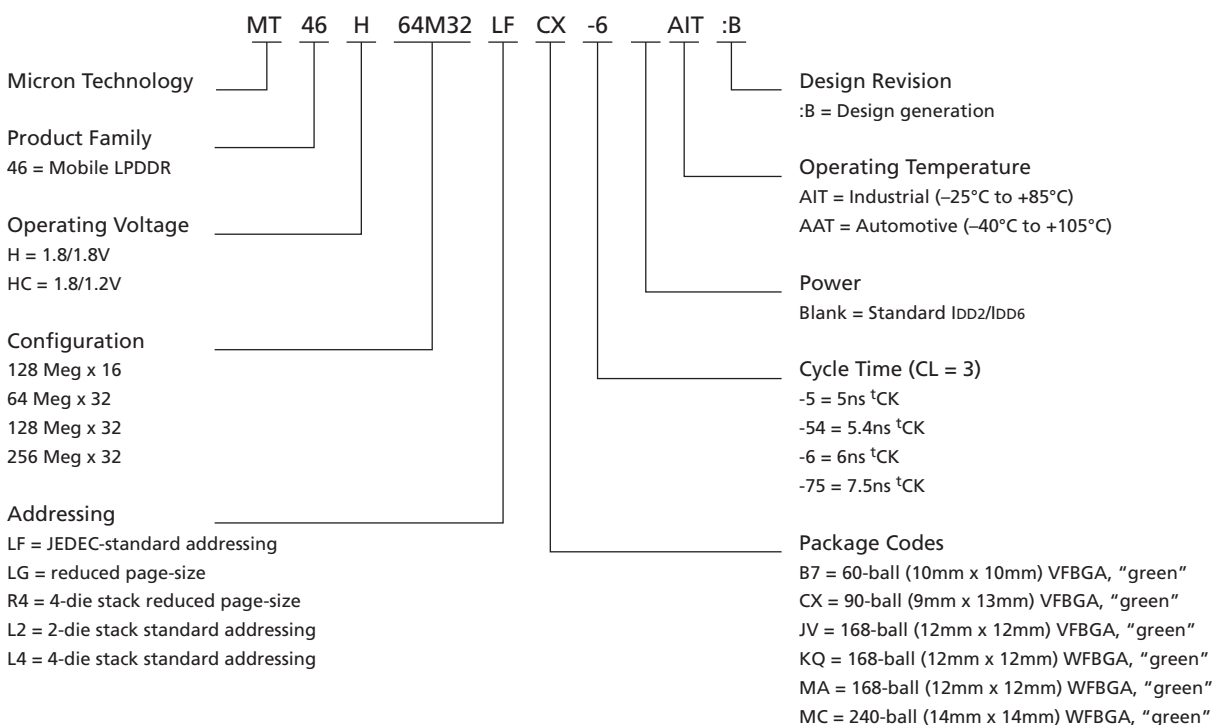 MT 46 H 64M32 LF CX -6 AIT :B
Micron Technology
Product Family
46 = Mobile LPDDR
Operating Voltage
H = 1.8/1.8V
HC = 1.8/1.2V
Configuration
128 Meg x 16
64 Meg x 32
128 Meg x 32
256 Meg x 32
Addressing
LF = JEDEC-standard addressing
LG = reduced page-size
R4 = 4-die stack reduced page-size
L2 = 2-die stack standard addressing
L4 = 4-die stack standard addressing
Design Revision
:B = Design generation
Operating Temperature
AIT = Industrial (–25°C to +85°C)
AAT = Automotive (–40°C to +105°C)
Power
Blank = Standard IDD2/IDD6
Cycle Time (CL = 3)
-5 = 5ns tCK
-54 = 5.4ns tCK
-6 = 6ns tCK
-75 = 7.5ns tCK
Package Codes
B7 = 60-ball (10mm x 10mm) VFBGA, “green”
CX = 90-ball (9mm x 13mm) VFBGA, “green”
JV = 168-ball (12mm x 12mm) VFBGA, “green”
KQ = 168-ball (12mm x 12mm) WFBGA, “green”
MA = 168-ball (12mm x 12mm) WFBGA, “green”
MC = 240-ball (14mm x 14mm) WFBGA, “green”